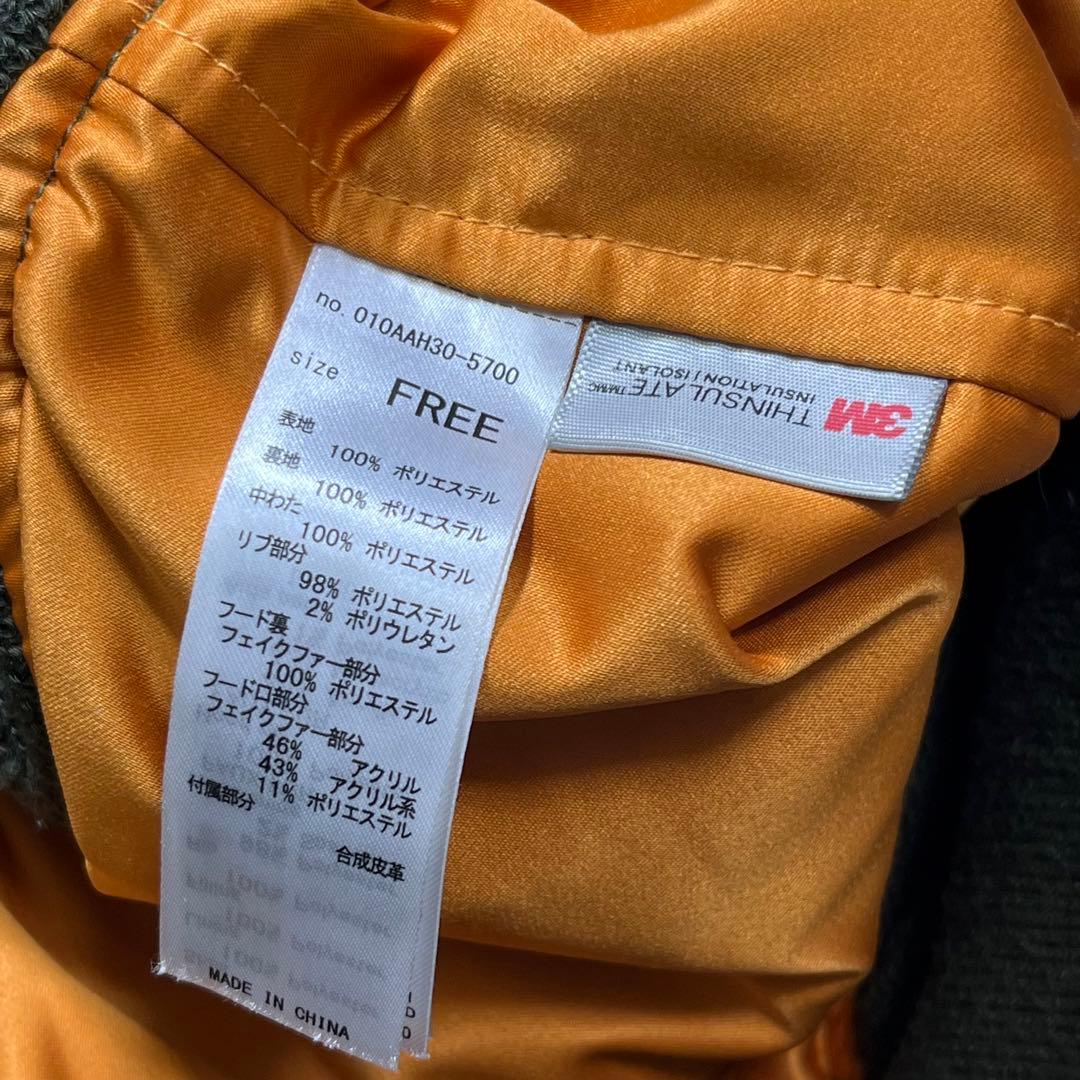 no. 010AAH30-5700
size
FREE
表地
100% ポリエステル
裏地
100% ポリエステル
中わた
100% ポリエステル
リブ部分
98% ポリエステル
2% ポリウレタン
フード裏
フェイクファー部分
100% ポリエステル
フード口部分
フェイクファー部分
46% アクリル
43% アクリル系
11% ポリエステル
付属部分
合成皮革
MADE IN CHINA
3M THINSULATE TM/MC
INSULATION / ISOLANT